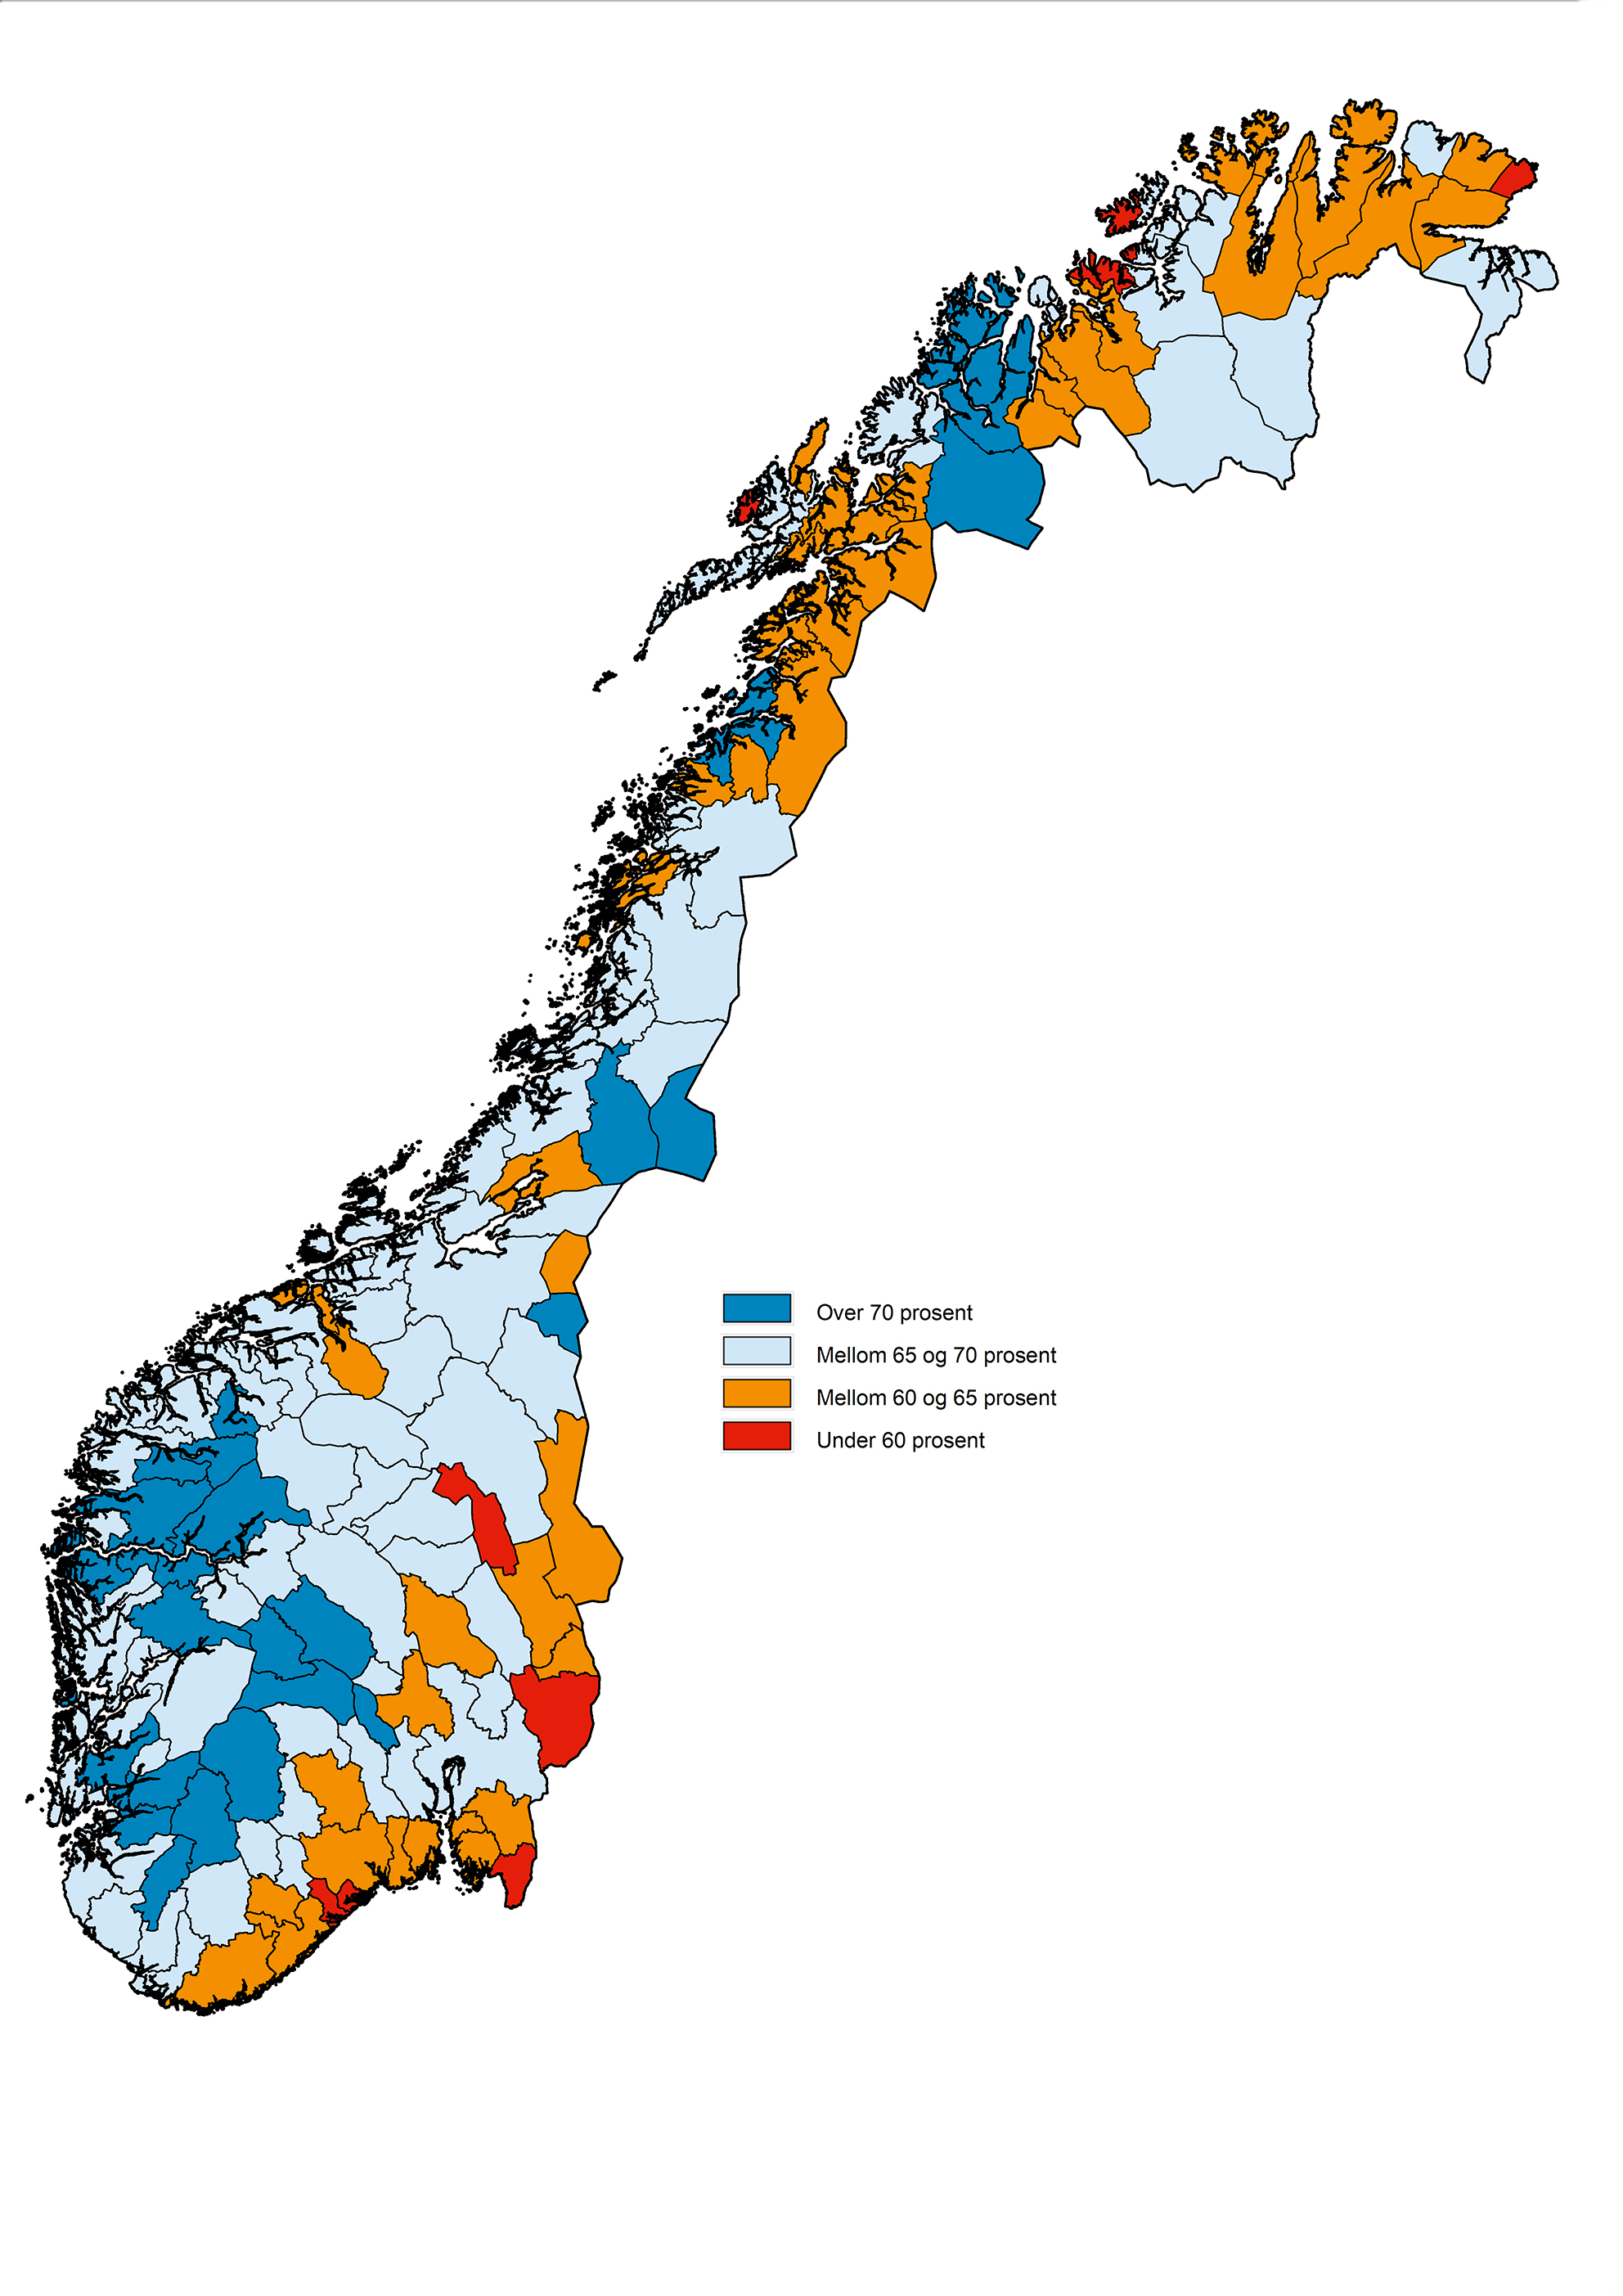 Over 70 prosent
Mellom 65 og 70 prosent
Mellom 60 og 65 prosent
Under 60 prosent